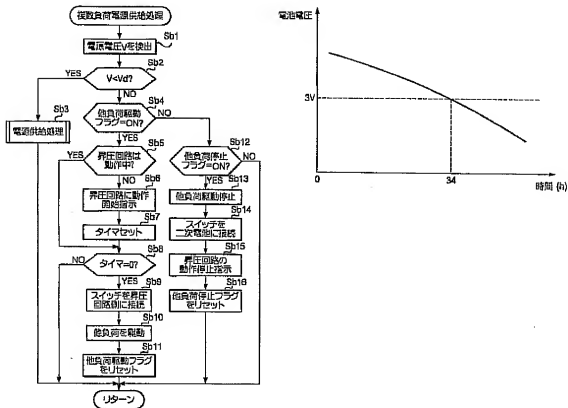 複数負荷電源供給処理
Sb1
電源電圧Vを検出
Sb2
V<Vd?
YES
NO
Sb3
電源供給処理
Sb4
他負荷駆動
フラグ=ON?
NO
YES
Sb5
昇圧回路は
動作中?
YES
NO
Sb6
昇圧回路に動作
開始指示
Sb7
タイマセット
Sb8
タイマ=0?
NO
YES
Sb9
スイッチを昇圧
回路側に接続
Sb10
他負荷を駆動
Sb11
他負荷駆動フラグ
をリセット
リターン
Sb12
他負荷停止
フラグ=ON?
NO
YES
Sb13
他負荷駆動停止
Sb14
スイッチを
二次電池に接続
Sb15
昇圧回路の
動作停止指示
Sb16
他負荷停止フラグ
をリセット
電池電圧
3V
0
34
時間 (h)